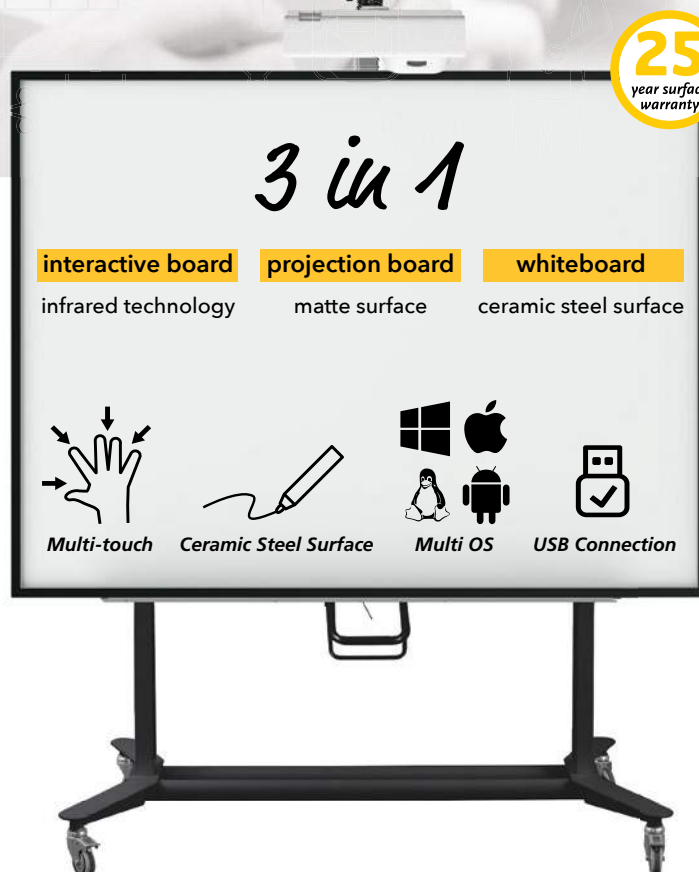 25
year surface
warranty
3 in 1
interactive board projection board whiteboard
infrared technology matte surface ceramic steel surface
Multi-touch Ceramic Steel Surface Multi OS USB Connection